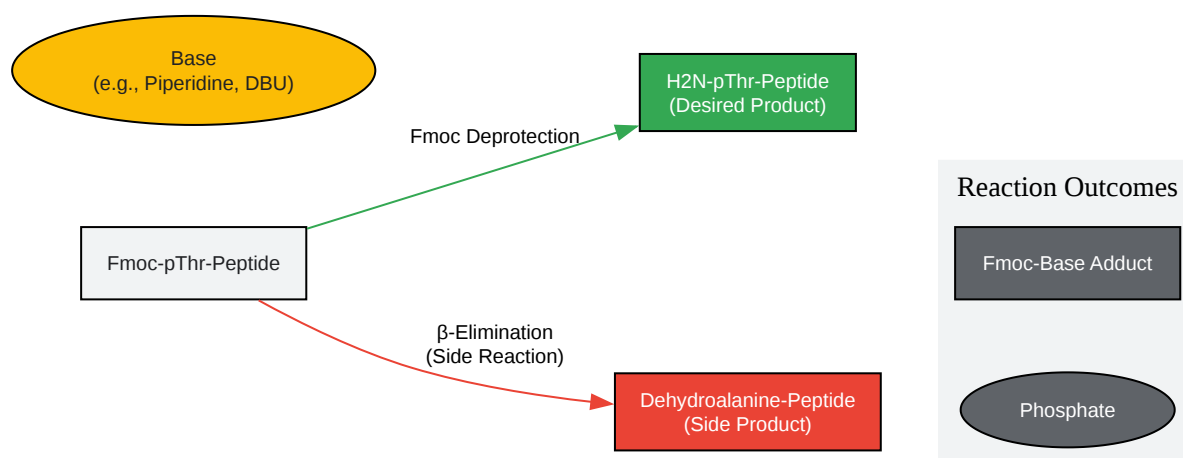 Base
(e.g., Piperidine, DBU)
H2N-pThr-Peptide
(Desired Product)
Fmoc Deprotection
Reaction Outcomes
Fmoc-pThr-Peptide
Fmoc-Base Adduct
β-Elimination
(Side Reaction)
Dehydroalanine-Peptide
(Side Product)
Phosphate